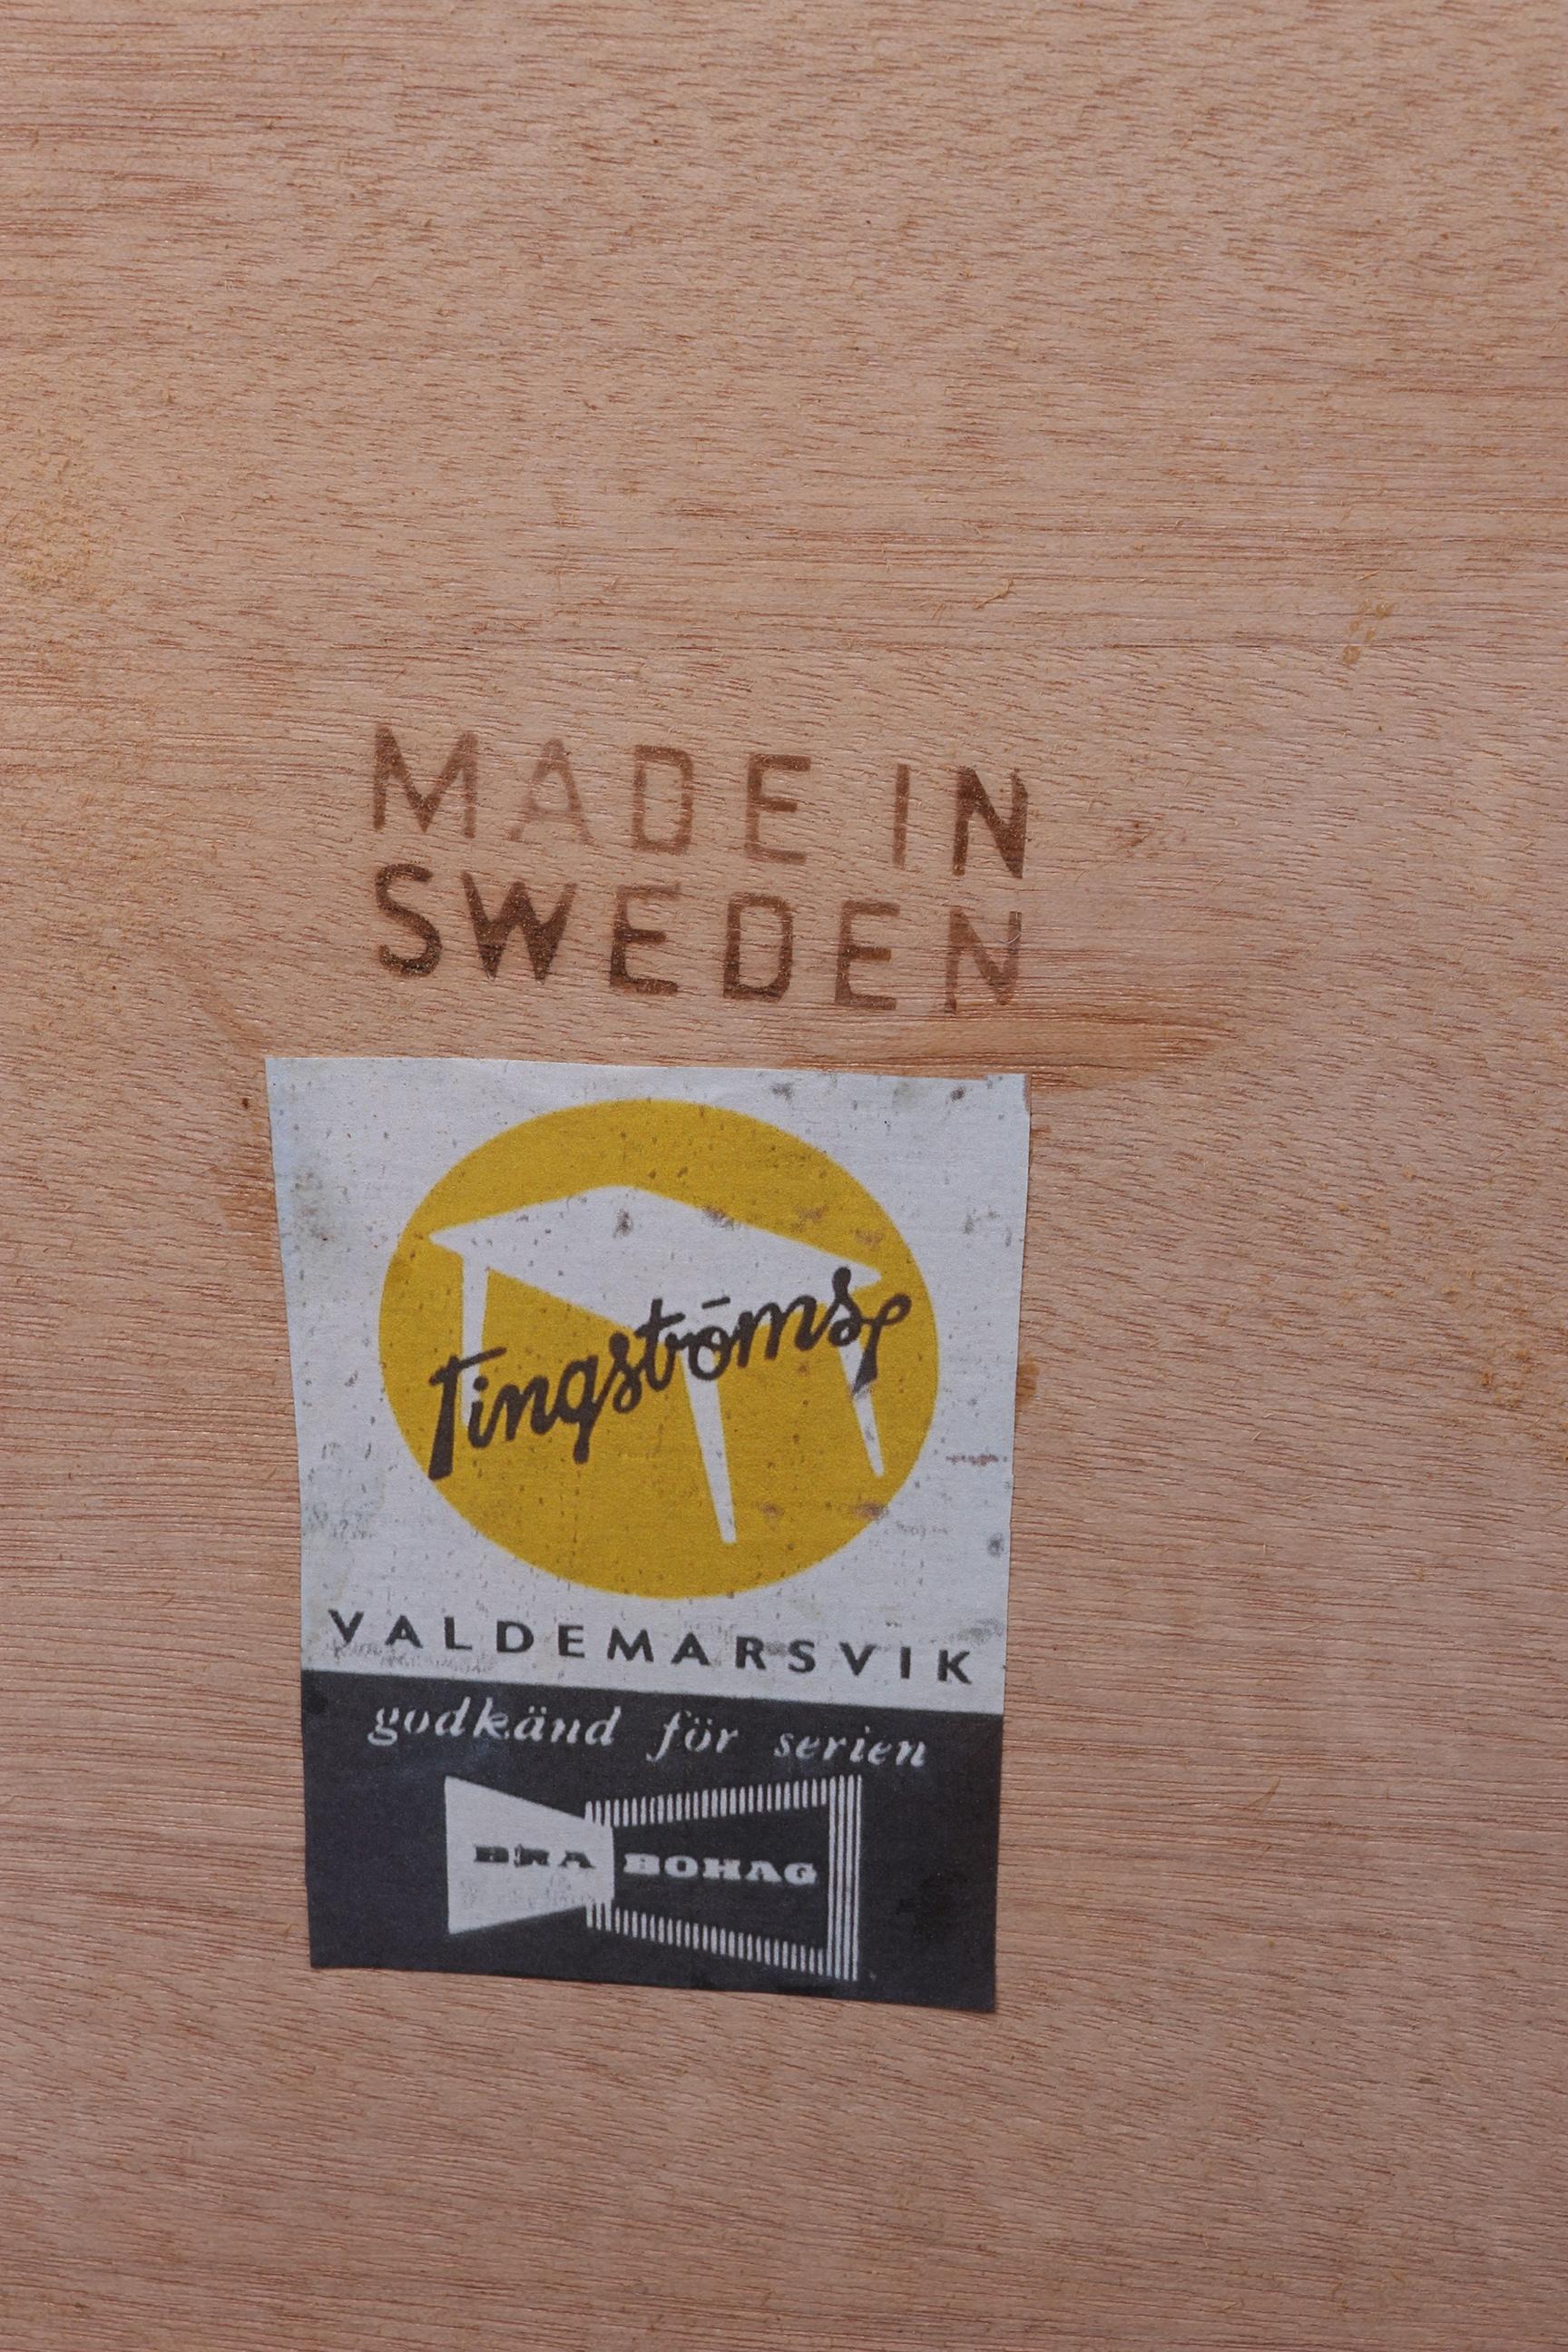 MADE IN
SWEDEN
Tingströms
VALDEMARSVIK
godkänd för serien
BRA BOHAG